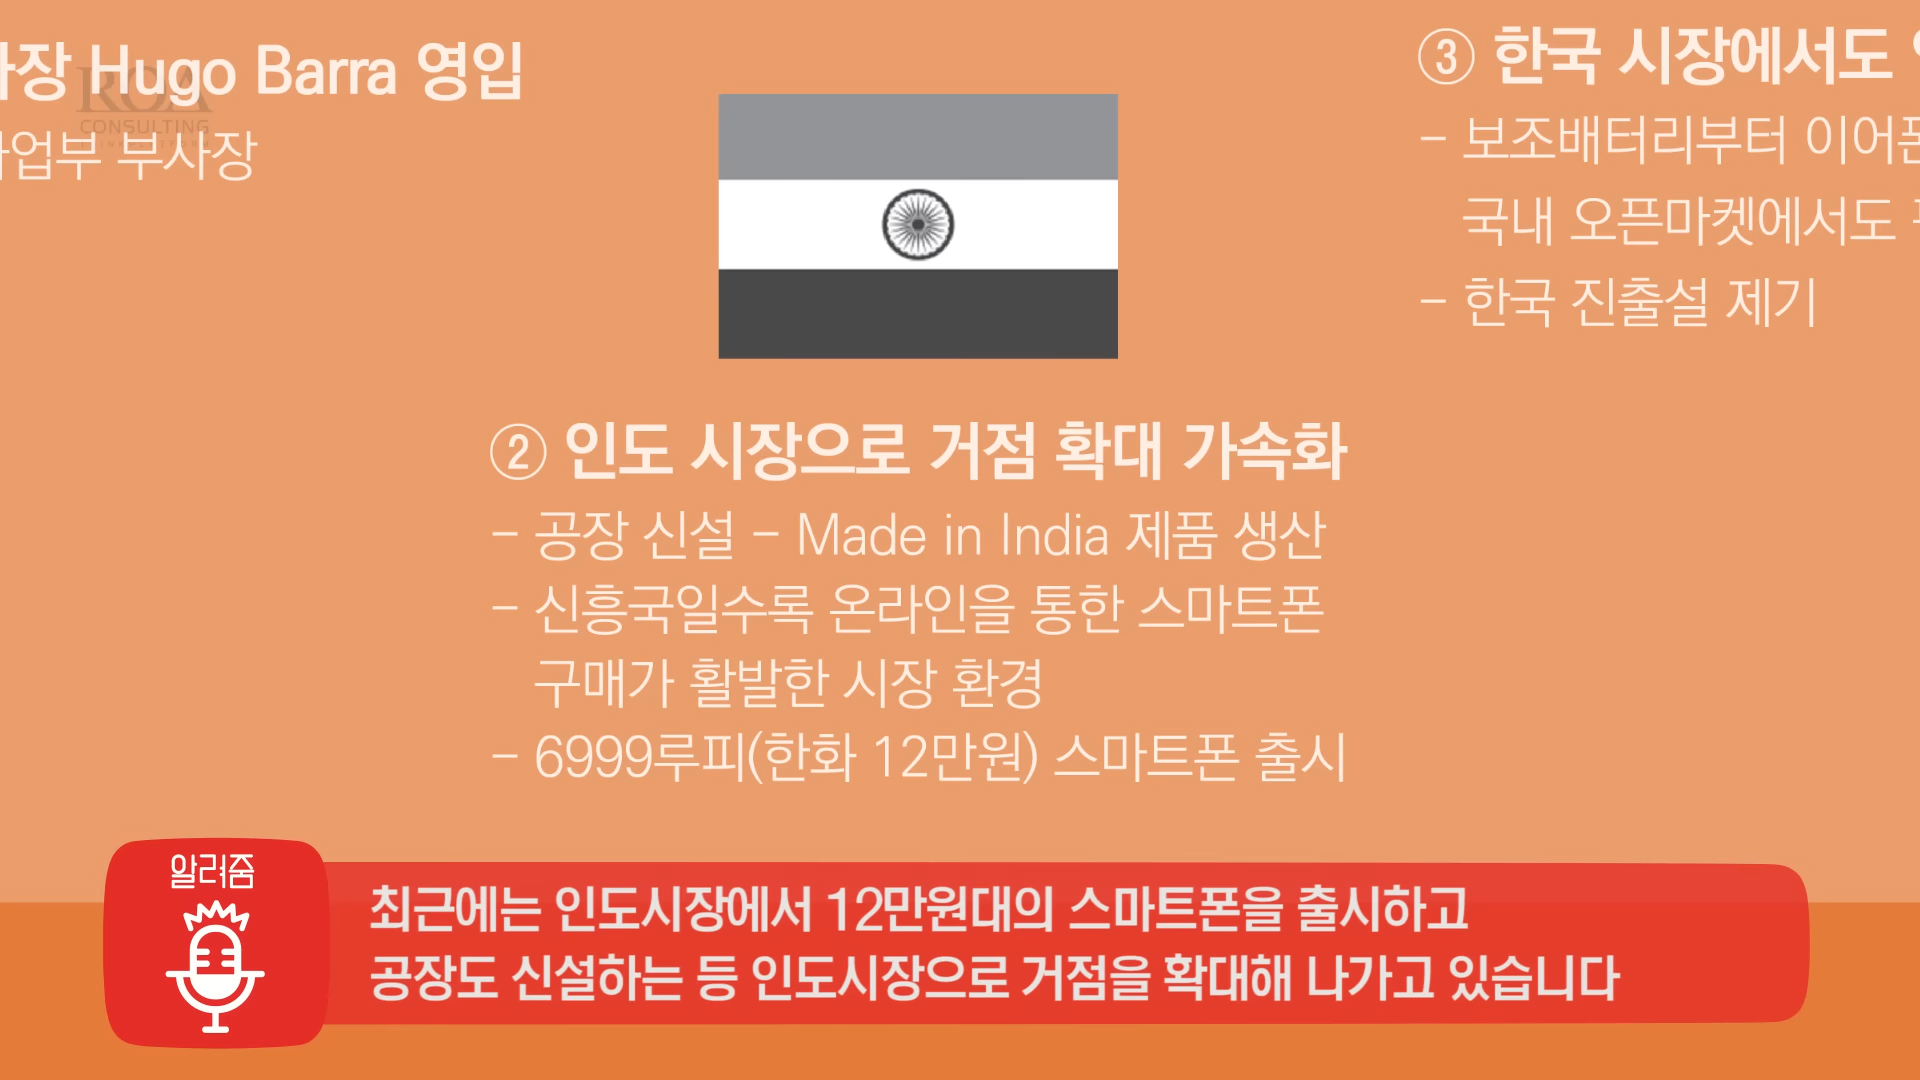 사장 Hugo Barra 영입
사업부 부사장
ROA
CONSULTING
② 인도 시장으로 거점 확대 가속화
- 공장 신설 - Made in India 제품 생산
- 신흥국일수록 온라인을 통한 스마트폰
구매가 활발한 시장 환경
- 6999루피(한화 12만원) 스마트폰 출시
③ 한국 시장에서도
- 보조배터리부터 이어폰
국내 오픈마켓에서도
- 한국 진출설 제기
알려줌
최근에는 인도시장에서 12만원대의 스마트폰을 출시하고
공장도 신설하는 등 인도시장으로 거점을 확대해 나가고 있습니다